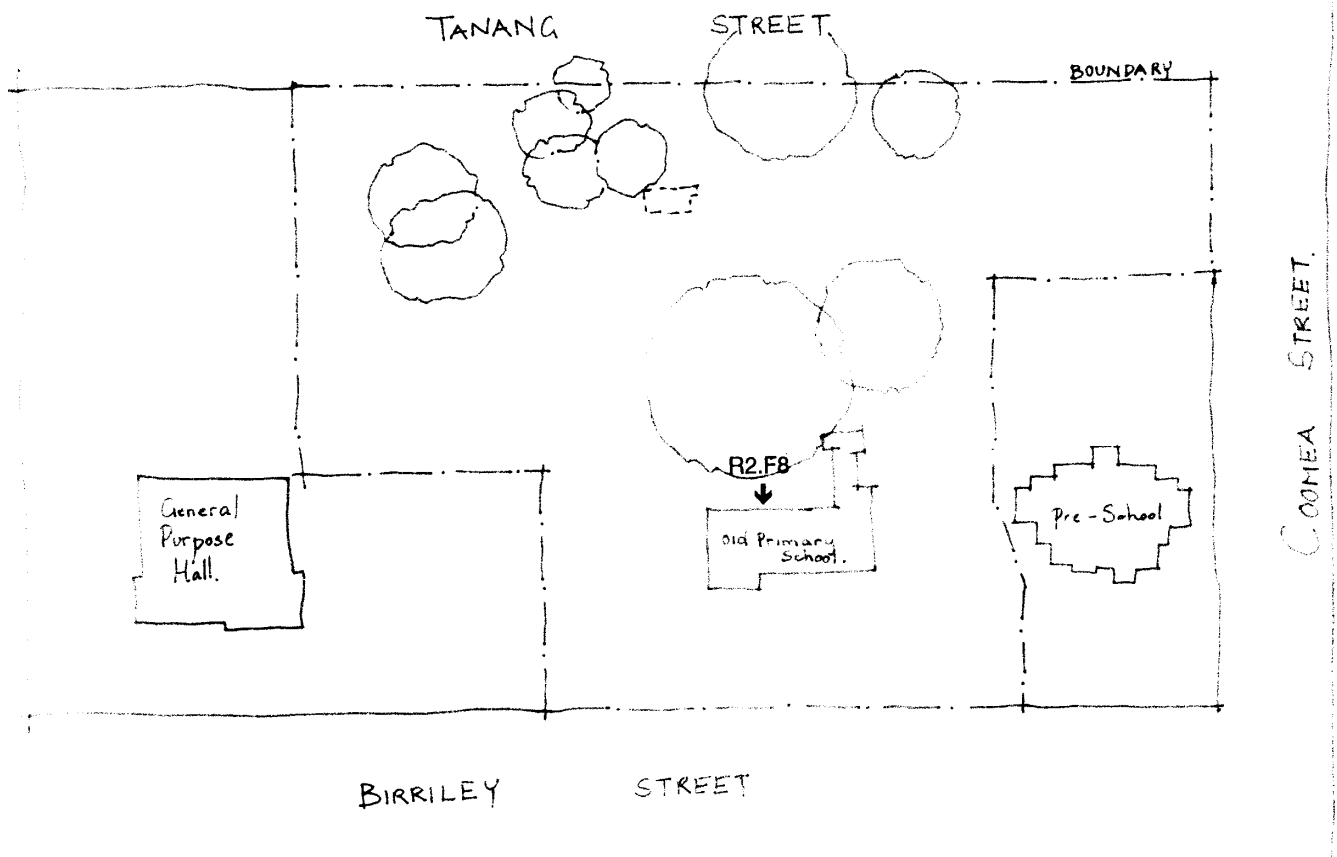 TANANG STREET.
BOUNDARY
COOMEA STREET.
R2.F8
General
Purpose
Hall.
Old Primary
School.
Pre-School
BIRRILEY STREET